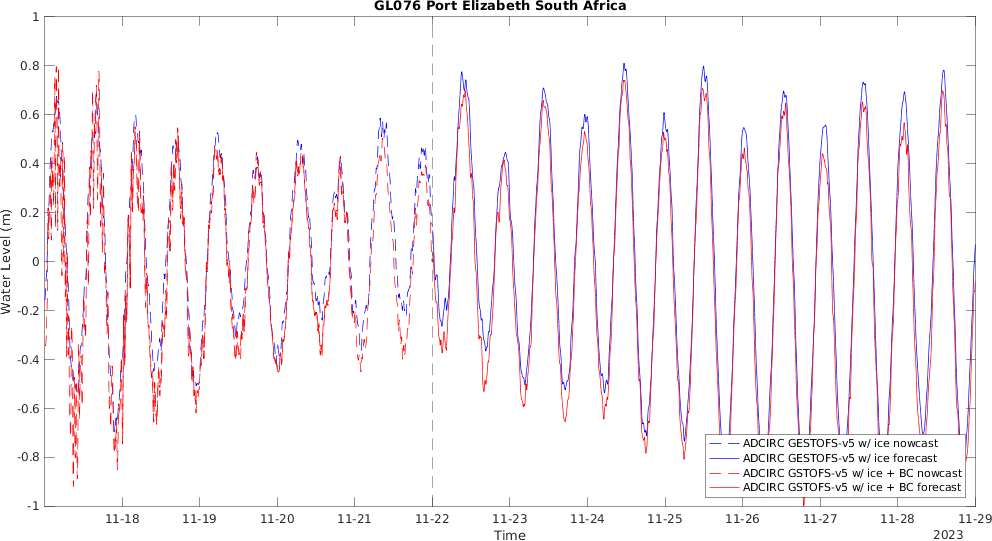 GL076 Port Elizabeth South Africa
1
0.8
0.6
0.4
0.2
0
-0.2
-0.4
-0.6
-0.8
-1
Water Level (m)
ADCIRC GESTOFS-v5 w/ ice nowcast
ADCIRC GESTOFS-v5 w/ ice forecast
ADCIRC GSTOFS-v5 w/ ice + BC nowcast
ADCIRC GSTOFS-v5 w/ ice + BC forecast
11-18 11-19 11-20 11-21 11-22 11-23 11-24 11-25 11-26 11-27 11-28 11-29
Time
2023